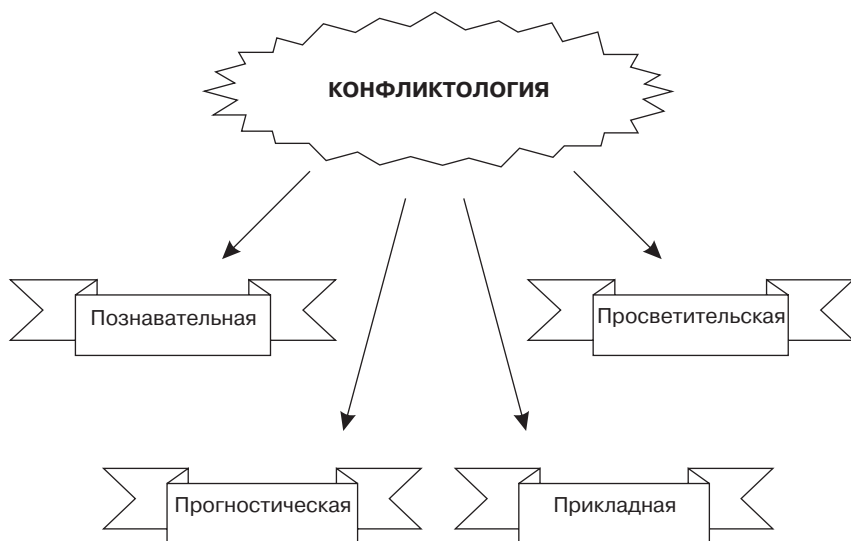 КОНФЛИКТОЛОГИЯ
Познавательная
Просветительская
Прогностическая
Прикладная